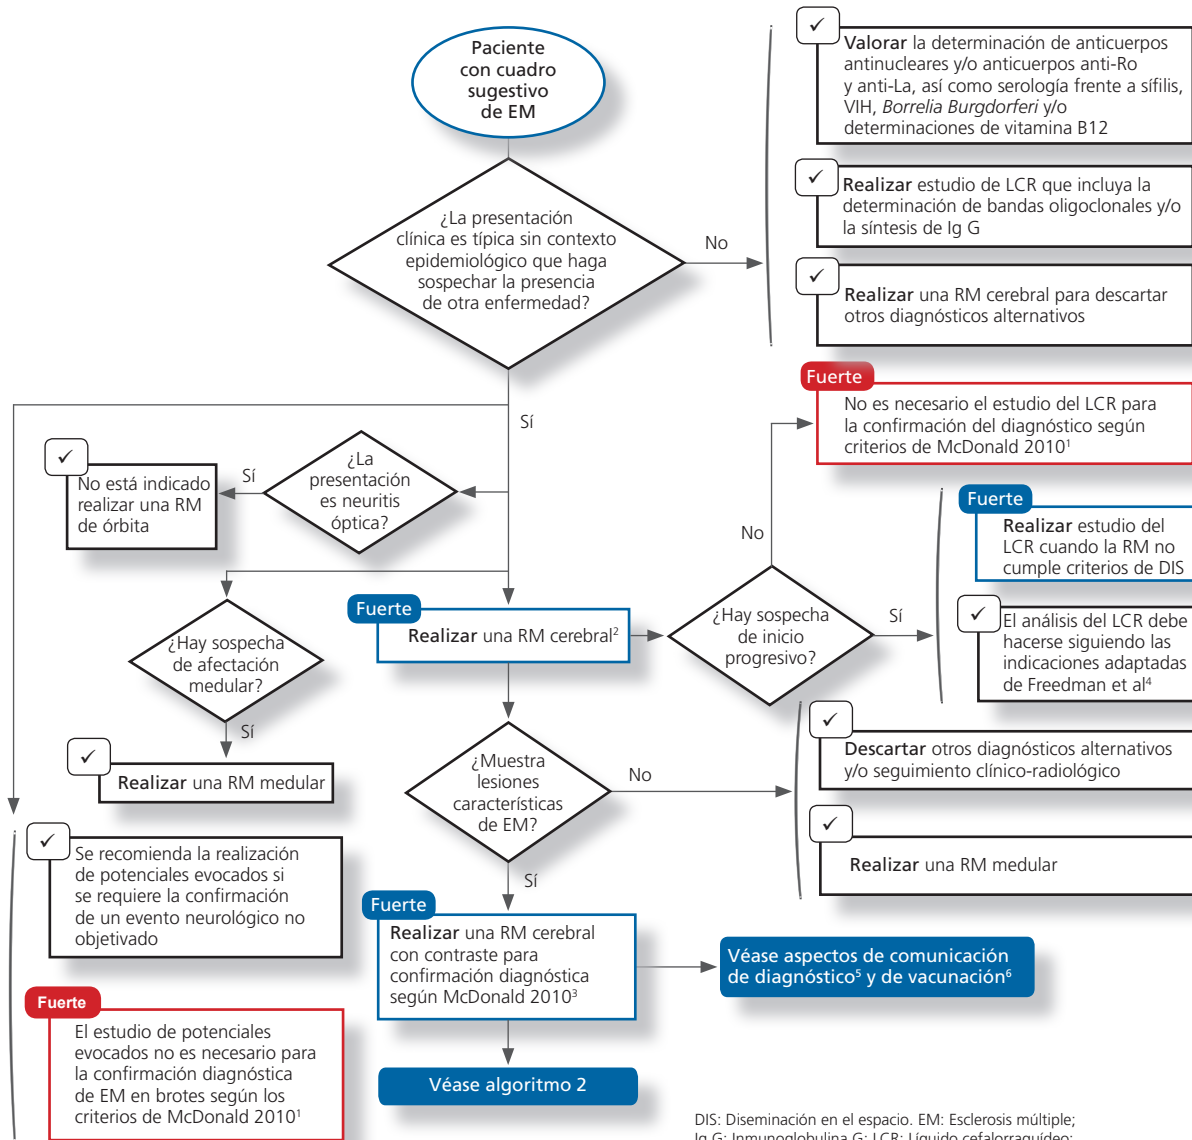 Paciente
con cuadro
sugestivo
de EM
¿La presentación
clínica es típica sin contexto
epidemiológico que haga
sospechar la presencia
de otra enfermedad?
No
✓
Valorar la determinación de anticuerpos
antinucleares y/o anticuerpos anti-Ro
y anti-La, así como serología frente a sífilis,
VIH, Borrelia Burgdorferi y/o
determinaciones de vitamina B12
✓
Realizar estudio de LCR que incluya la
determinación de bandas oligoclonales y/o
la síntesis de Ig G
✓
Realizar una RM cerebral para descartar
otros diagnósticos alternativos
Sí
¿La
presentación
es neuritis
óptica?
Sí
✓
No está indicado
realizar una RM
de órbita
¿Hay sospecha
de afectación
medular?
Sí
✓
Realizar una RM medular
Fuerte
Realizar una RM cerebral²
¿Hay sospecha
de inicio
progresivo?
No
Fuerte
No es necesario el estudio del LCR para
la confirmación del diagnóstico según
criterios de McDonald 2010¹
Sí
Fuerte
Realizar estudio del
LCR cuando la RM no
cumple criterios de DIS
✓
El análisis del LCR debe
hacerse siguiendo las
indicaciones adaptadas
de Freedman et al⁴
¿Muestra
lesiones
características
de EM?
No
✓
Descartar otros diagnósticos alternativos
y/o seguimiento clínico-radiológico
✓
Realizar una RM medular
Sí
Fuerte
Realizar una RM cerebral
con contraste para
confirmación diagnóstica
según McDonald 2010³
Véase aspectos de comunicación
de diagnóstico⁵ y de vacunación⁶
Véase algoritmo 2
✓
Se recomienda la realización
de potenciales evocados si
se requiere la confirmación
de un evento neurológico no
objetivado
Fuerte
El estudio de potenciales
evocados no es necesario para
la confirmación diagnóstica
de EM en brotes según los
criterios de McDonald 2010¹
DIS: Diseminación en el espacio. EM: Esclerosis múltiple;
Ig G: Inmunoglobulina G; LCR: Líquido cefalorraquídeo;